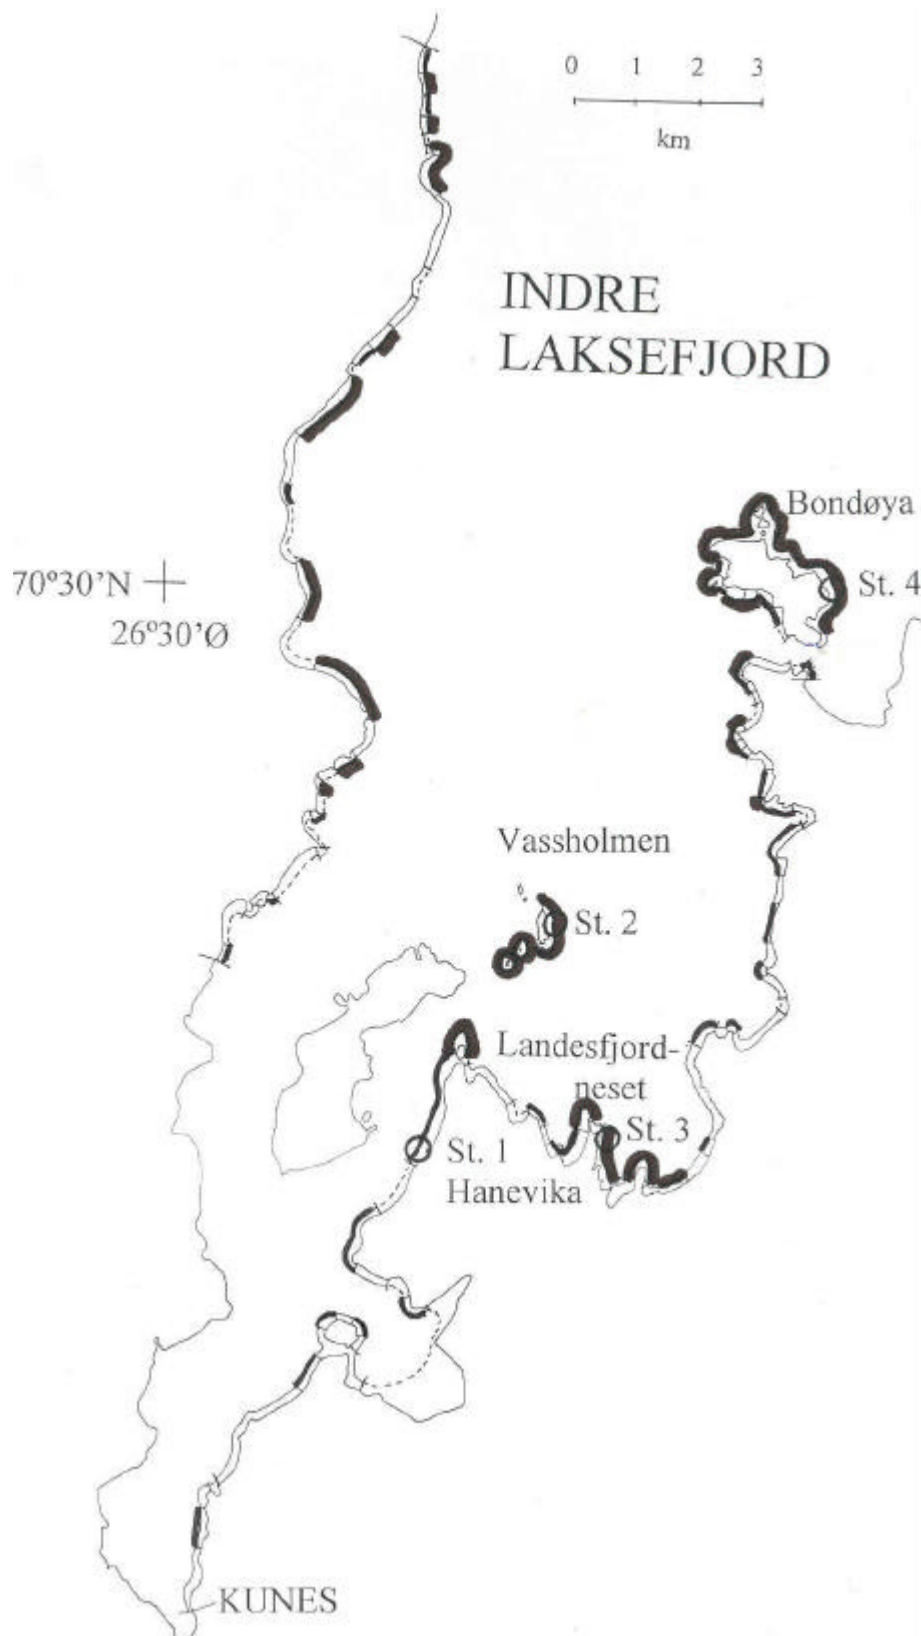 0 1 2 3
km
INDRE
LAKSEFJORD
Bondøya
St. 4
70°30'N
26°30'Ø
Vassholmen
St. 2
Landesfjord-
neset
St. 3
St. 1
Hanevika
KUNES